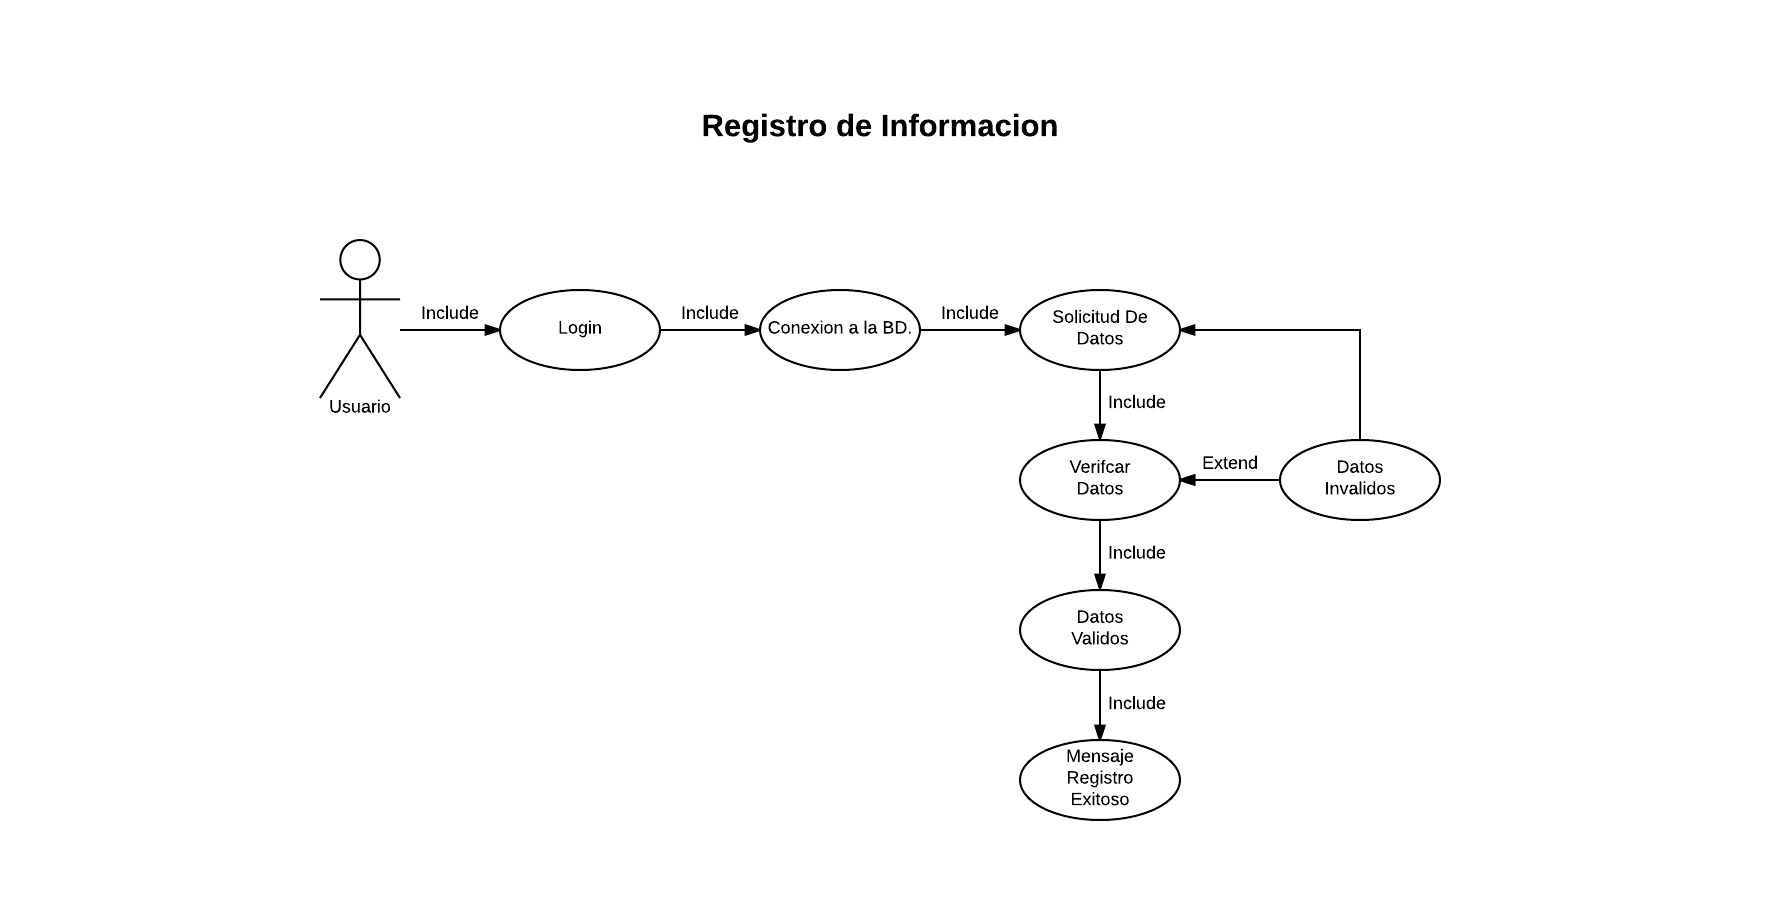 Registro de Informacion
Include
Include
Include
Login
Conexion a la BD.
Solicitud De
Datos
Usuario
Include
Verifcar
Datos
Extend
Datos
Invalidos
Include
Datos
Validos
Include
Mensaje
Registro
Exitoso